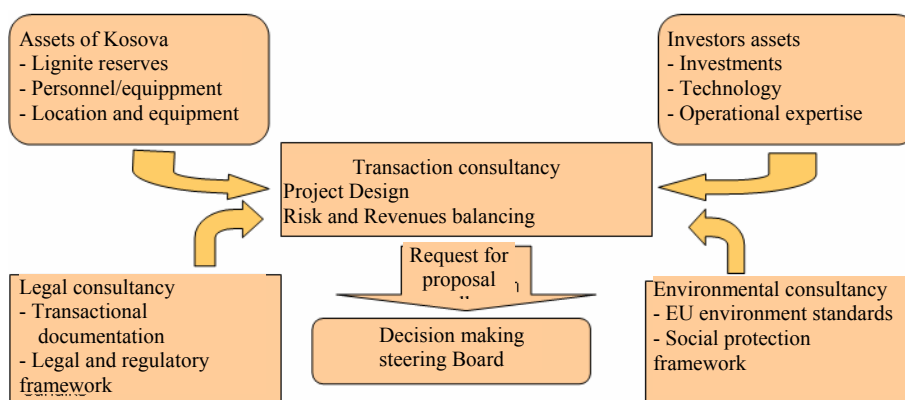 Assets of Kosova
- Lignite reserves
- Personnel/equippment
- Location and equipment
Investors assets
- Investments
- Technology
- Operational expertise
Transaction consultancy
Project Design
Risk and Revenues balancing
Request for
proposal
Legal consultancy
- Transactional
documentation
- Legal and regulatory
framework
Decision making
steering Board
Environmental consultancy
- EU environment standards
- Social protection
framework